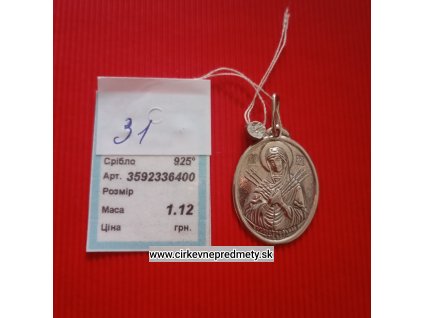 31
Срібло 925°
Арт. 3592336400
Розмір
Маса 1.12
Ціна грн.
www.cirkevnepredmety.sk